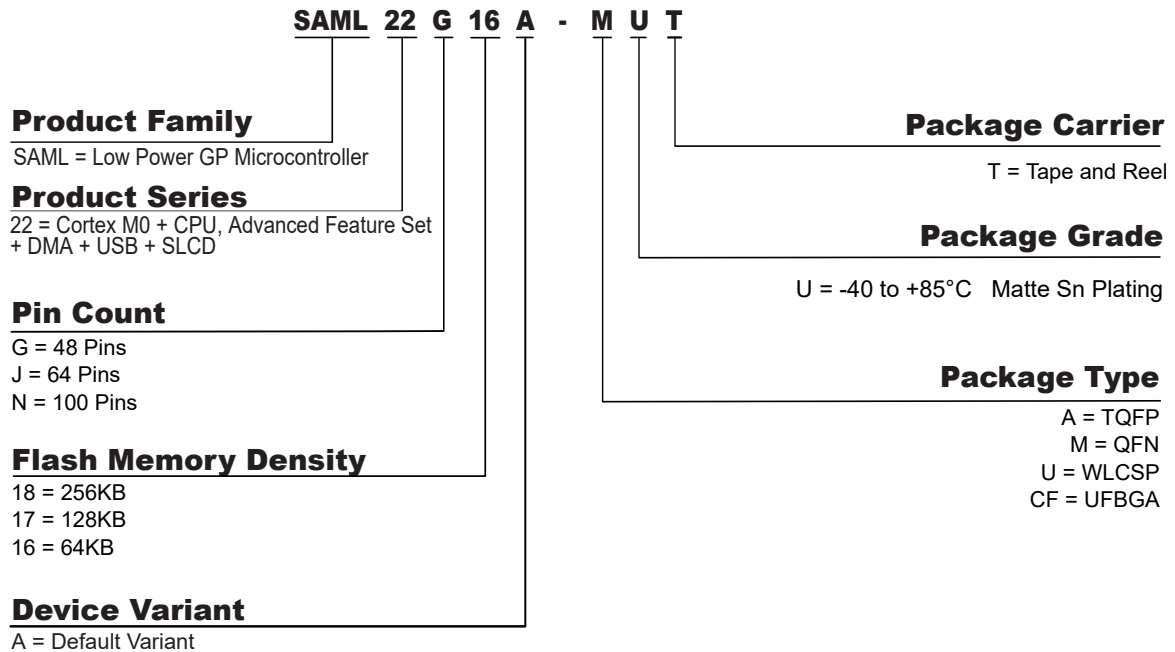 SAML 22 G 16 A - M U T
Product Family
SAML = Low Power GP Microcontroller
Product Series
22 = Cortex M0 + CPU, Advanced Feature Set
+ DMA + USB + SLCD
Pin Count
G = 48 Pins
J = 64 Pins
N = 100 Pins
Flash Memory Density
18 = 256KB
17 = 128KB
16 = 64KB
Device Variant
A = Default Variant
Package Carrier
T = Tape and Reel
Package Grade
U = -40 to +85°C Matte Sn Plating
Package Type
A = TQFP
M = QFN
U = WLCSP
CF = UFBGA